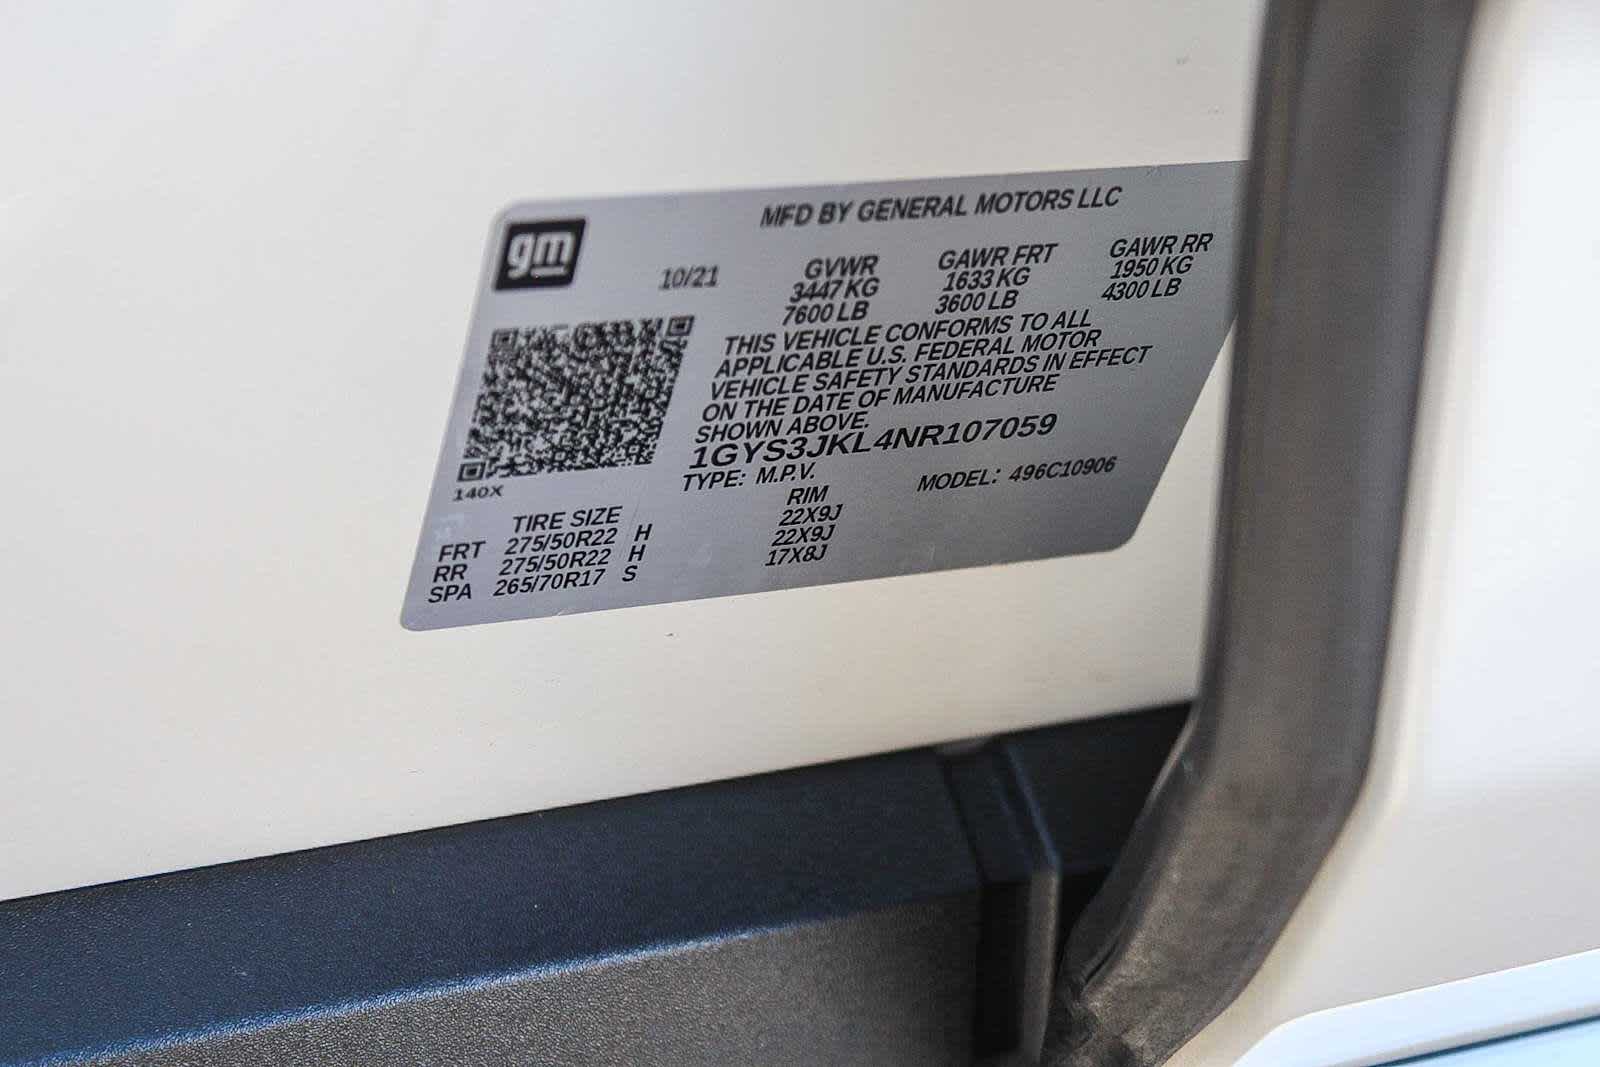 gm
MFD BY GENERAL MOTORS LLC
10/21 GVWR GAWR FRT GAWR RR
3447 KG 1633 KG 1950 KG
7600 LB 3600 LB 4300 LB
THIS VEHICLE CONFORMS TO ALL
APPLICABLE U.S. FEDERAL MOTOR
VEHICLE SAFETY STANDARDS IN EFFECT
ON THE DATE OF MANUFACTURE
SHOWN ABOVE.
1GYS3JKL4NR107059
TYPE: M.P.V. MODEL: 496C10906
140X
TIRE SIZE RIM
FRT 275/50R22 H 22X9J
RR 275/50R22 H 22X9J
SPA 265/70R17 S 17X8J